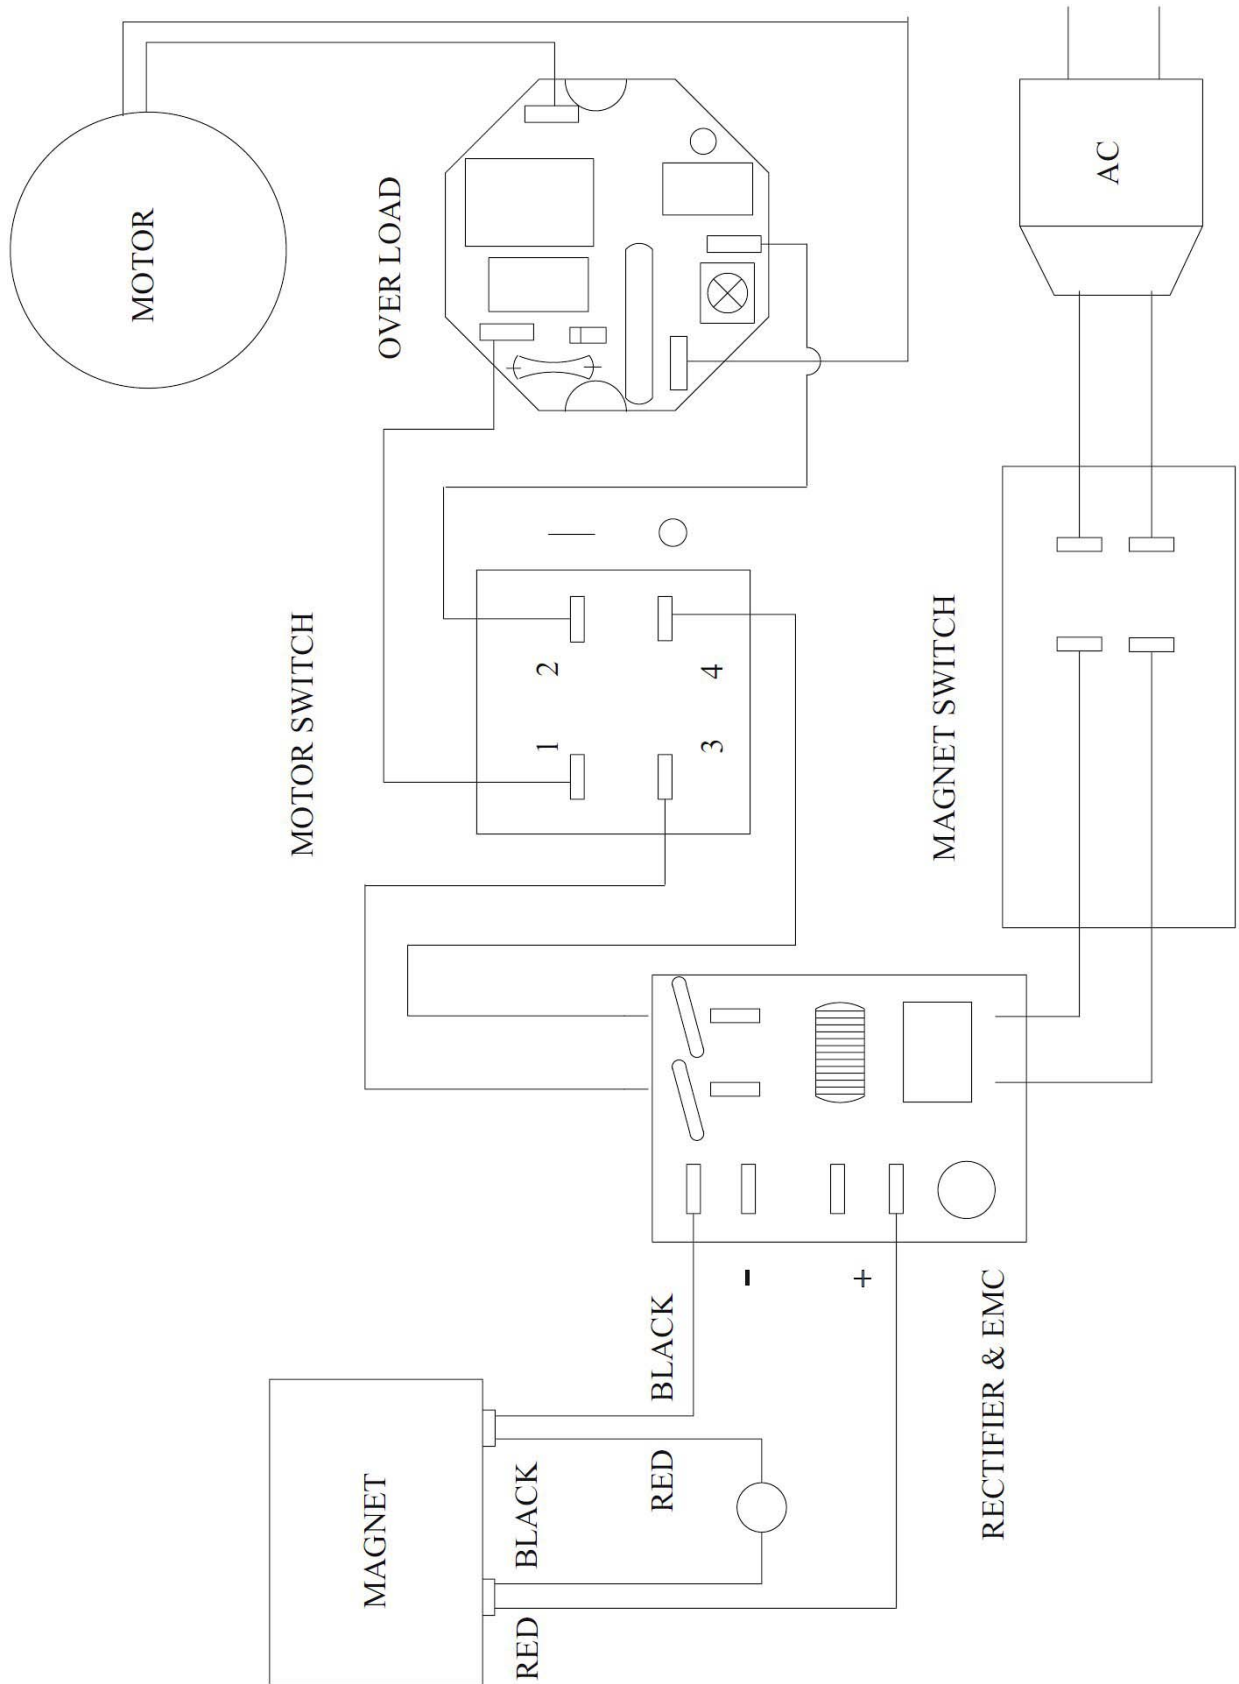 MOTOR
OVER LOAD
AC
MOTOR SWITCH
1
2
3
4
MAGNET SWITCH
MAGNET
RED
BLACK
RED
BLACK
-
+
RECTIFIER & EMC